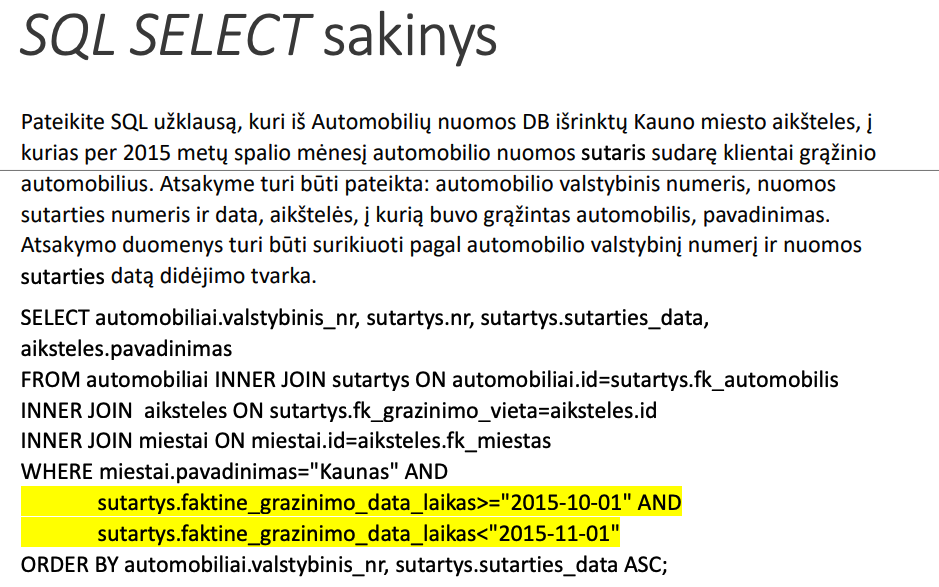 SQL SELECT sakinys
Pateikite SQL užklausą, kuri iš Automobilių nuomos DB išrinktų Kauno miesto aikšteles, į
kurias per 2015 metų spalio mėnesį automobilio nuomos sutaris sudarę klientai grąžinio
automobilius. Atsakyme turi būti pateikta: automobilio valstybinis numeris, nuomos
sutarties numeris ir data, aikštelės, į kurią buvo grąžintas automobilis, pavadinimas.
Atsakymo duomenys turi būti surikiuoti pagal automobilio valstybinį numerį ir nuomos
sutarties datą didėjimo tvarka.
SELECT automobiliai.valstybinis_nr, sutartys.nr, sutartys.sutarties_data,
aiksteles.pavadinimas
FROM automobiliai INNER JOIN sutartys ON automobiliai.id=sutartys.fk_automobilis
INNER JOIN  aiksteles ON sutartys.fk_grazinimo_vieta=aiksteles.id
INNER JOIN miestai ON miestai.id=aiksteles.fk_miestas
WHERE miestai.pavadinimas="Kaunas" AND
sutartys.faktine_grazinimo_data_laikas>="2015-10-01" AND
sutartys.faktine_grazinimo_data_laikas<"2015-11-01"
ORDER BY automobiliai.valstybinis_nr, sutartys.sutarties_data ASC;